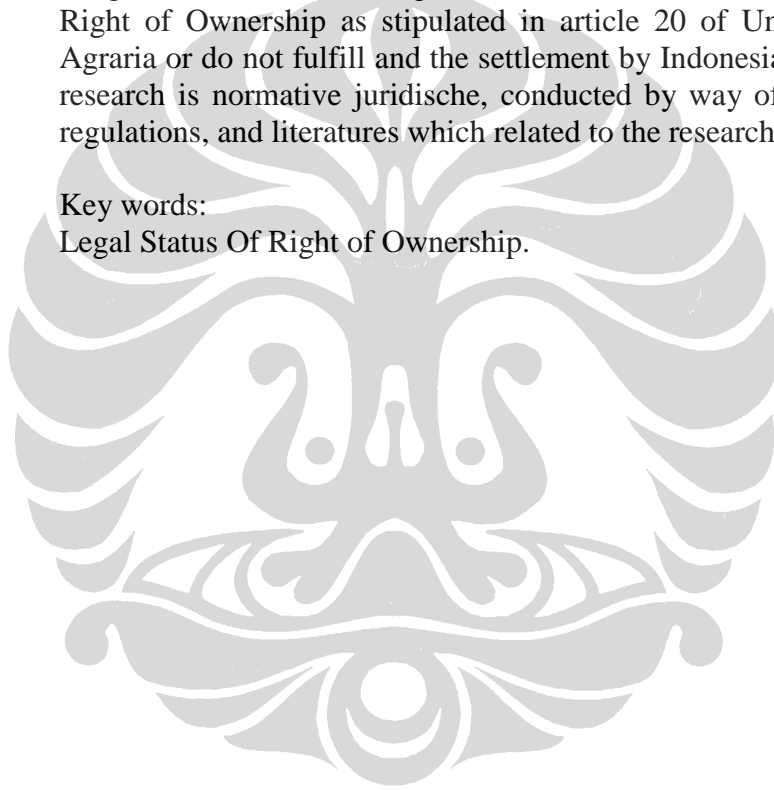 Right of Ownership as stipulated in article 20 of
Agraria or do not fulfill and the settlement by
research is normative juridische, conducted by way of
regulations, and literatures which related to the research
Key words:
Legal Status Of Right of Ownership.